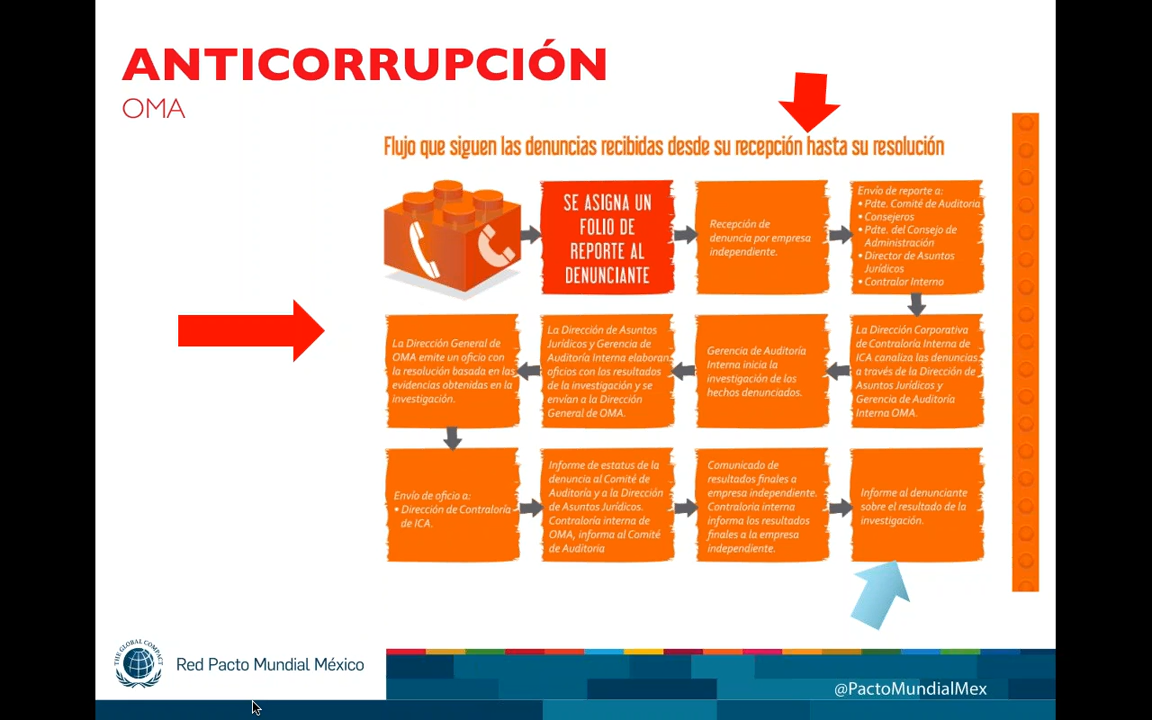 ANTICORRUPCIÓN
OMA
Flujo que siguen las denuncias recibidas desde su recepción hasta su resolución
SE ASIGNA UN
FOLIO DE
REPORTE AL
DENUNCIANTE
Recepción de
denuncia por empresa
independiente.
Envío de reporte a:
• Pdte. Comité de Auditoria
• Consejeros
• Pdte. del Consejo de
Administración
• Director de Asuntos
Jurídicos
• Contralor Interno
La Dirección General de
OMA emite un oficio con
la resolución basada en las
evidencias obtenidas en la
investigación.
La Dirección de Asuntos
Jurídicos y Gerencia de
Auditoría Interna elaboran
oficios con los resultados
de la investigación y se
envían a la Dirección
General de OMA.
Gerencia de Auditoría
Interna inicia la
investigación de los
hechos denunciados.
La Dirección Corporativa
de Contraloría Interna de
ICA canaliza las denuncias,
a través de la Dirección de
Asuntos Jurídicos y
Gerencia de Auditoría
Interna OMA.
Envío de oficio a:
• Dirección de Contraloría
de ICA.
Informe de estatus de la
denuncia al Comité de
Auditoría y a la Dirección
de Asuntos Jurídicos.
Contraloría interna de
OMA, informa al Comité
de Auditoria
Comunicado de
resultados finales a
empresa independiente.
Contraloria interna
informa los resultados
finales a la empresa
independiente.
Informe al denunciante
sobre el resultado de la
investigación.
THE GLOBAL COMPACT
Red Pacto Mundial México
@PactoMundialMex